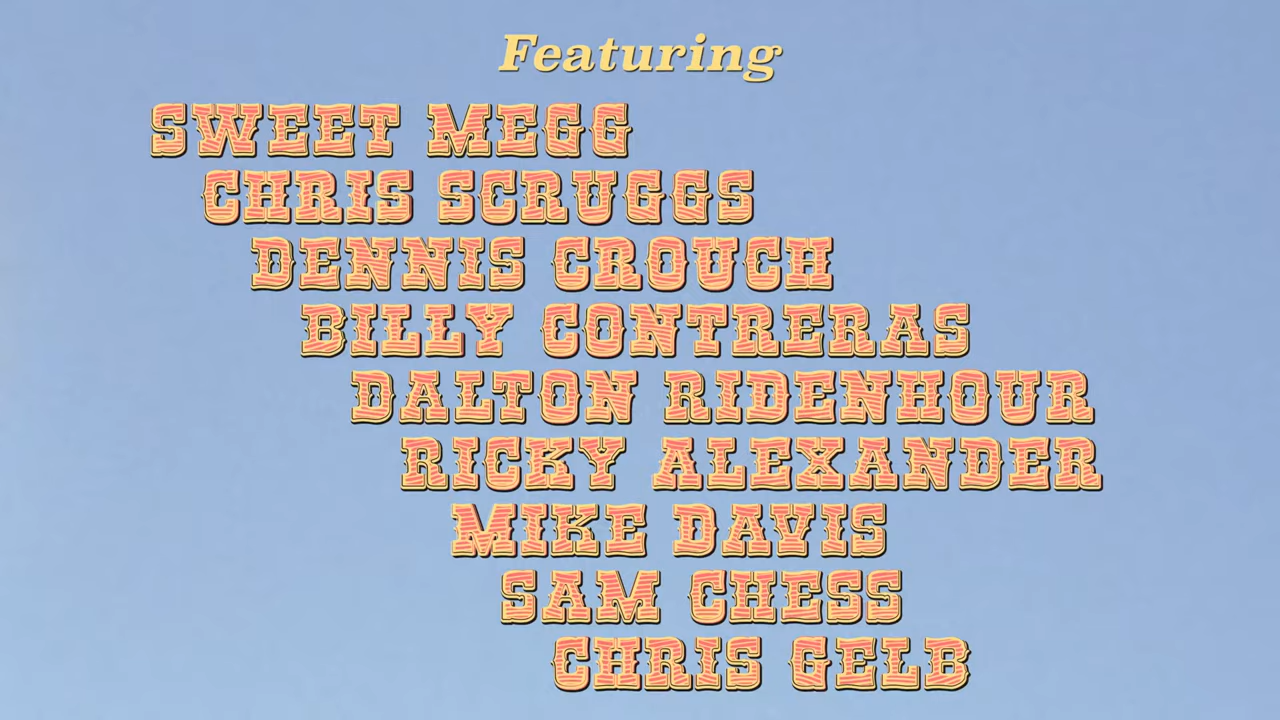 Featuring
SWEET MEGG
CHRIS SCRUGGS
DENNIS CROUCH
BILLY CONTRERAS
DALTON RIDENHOUR
RICKY ALEXANDER
MIKE DAVIS
SAM CHESS
CHRIS GELB